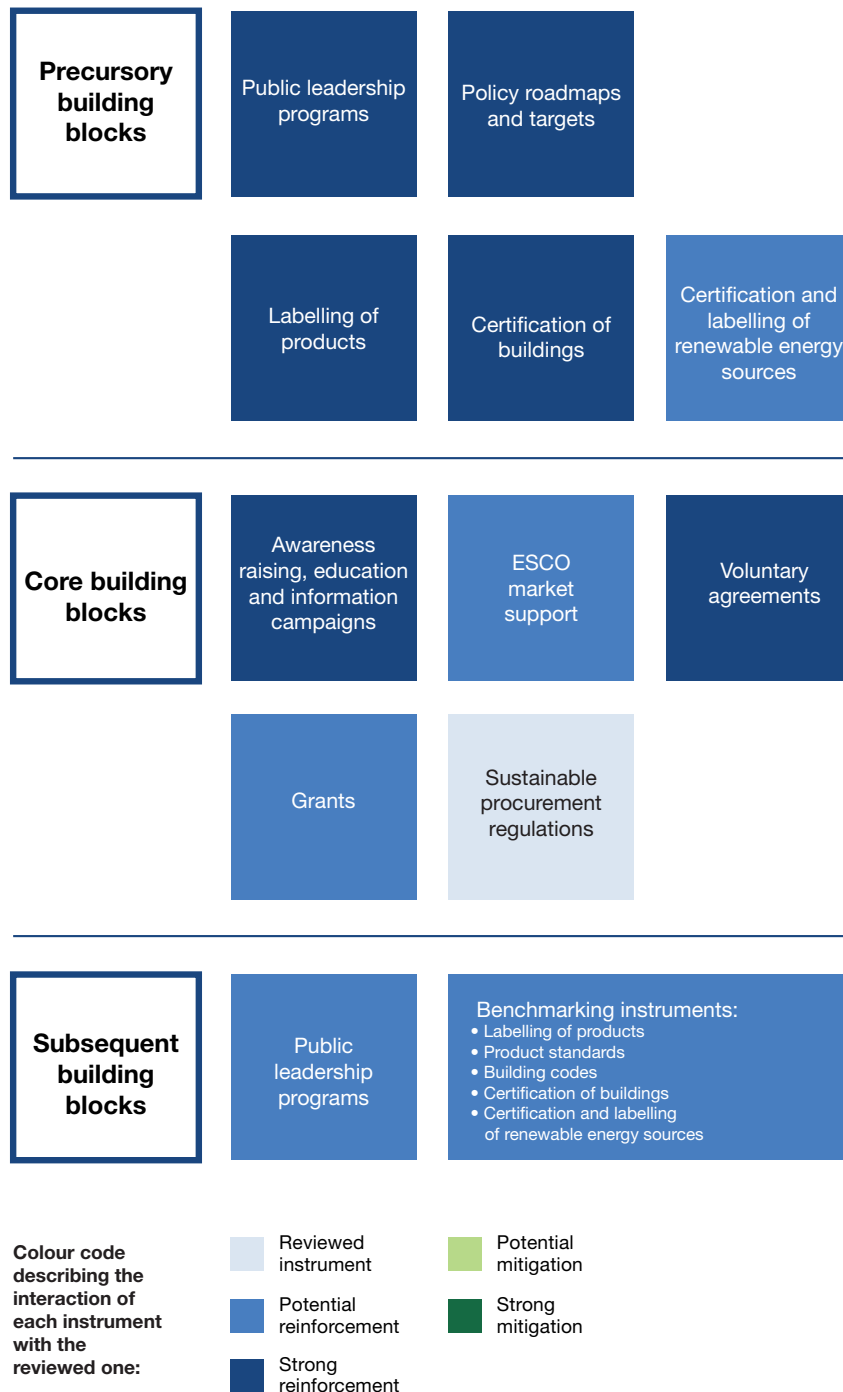 Precursory
building
blocks
Public leadership
programs
Policy roadmaps
and targets
Labelling of
products
Certification of
buildings
Certification and
labelling of
renewable energy
sources
Core building
blocks
Awareness
raising, education
and information
campaigns
ESCO
market
support
Voluntary
agreements
Grants
Sustainable
procurement
regulations
Subsequent
building
blocks
Public
leadership
programs
Benchmarking instruments:
• Labelling of products
• Product standards
• Building codes
• Certification of buildings
• Certification and labelling
of renewable energy sources
Colour code
describing the
interaction of
each instrument
with the
reviewed one:
Reviewed
instrument
Potential
reinforcement
Strong
reinforcement
Potential
mitigation
Strong
mitigation